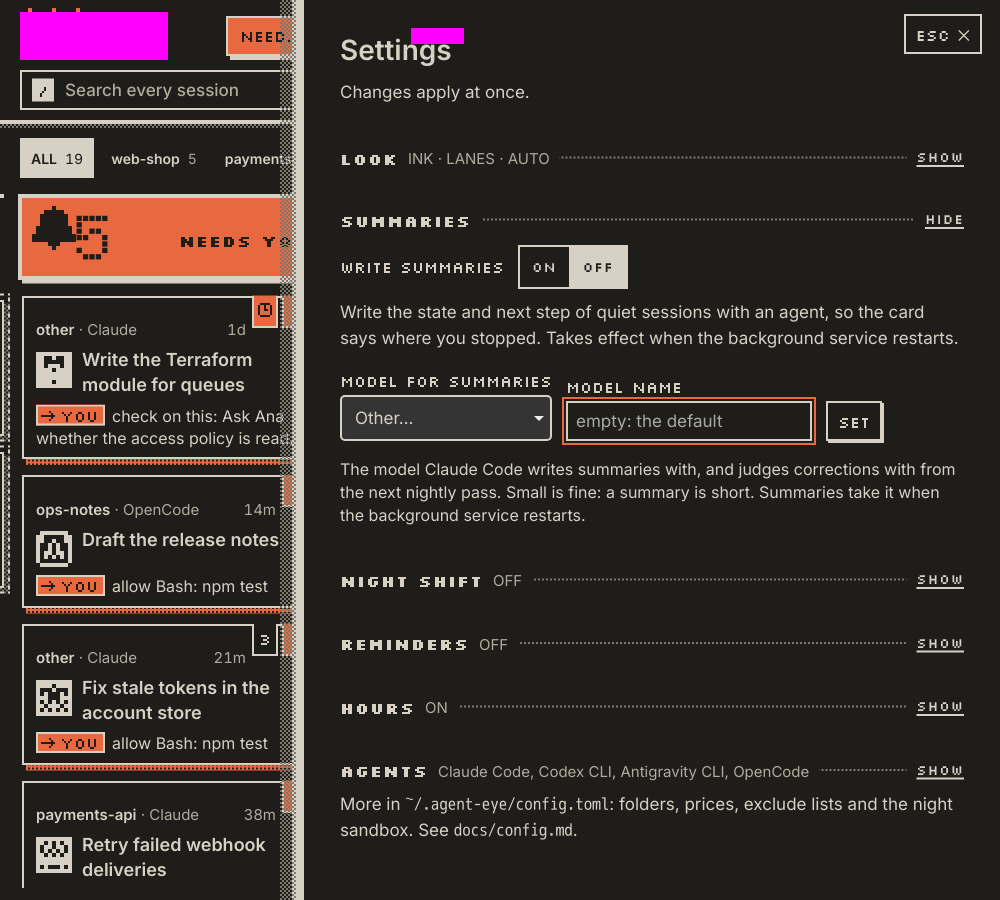 NEED.
/ Search every session
ALL 19 web-shop 5 payments
5 NEEDS YO
other · Claude 1d
Write the Terraform
module for queues
→ YOU check on this: Ask Ana
whether the access policy is read
ops-notes · OpenCode 14m
Draft the release notes
→ YOU allow Bash: npm test
3
other · Claude 21m
Fix stale tokens in the
account store
→ YOU allow Bash: npm test
payments-api · Claude 38m
Retry failed webhook
deliveries
ESC ×
Settings
Changes apply at once.
LOOK INK · LANES · AUTO SHOW
SUMMARIES HIDE
WRITE SUMMARIES ON OFF
Write the state and next step of quiet sessions with an agent, so the card
says where you stopped. Takes effect when the background service restarts.
MODEL FOR SUMMARIES MODEL NAME
Other... empty: the default SET
The model Claude Code writes summaries with, and judges corrections with from
the next nightly pass. Small is fine: a summary is short. Summaries take it when
the background service restarts.
NIGHT SHIFT OFF SHOW
REMINDERS OFF SHOW
HOURS ON SHOW
AGENTS Claude Code, Codex CLI, Antigravity CLI, OpenCode SHOW
More in ~/.agent-eye/config.toml: folders, prices, exclude lists and the night
sandbox. See docs/config.md.